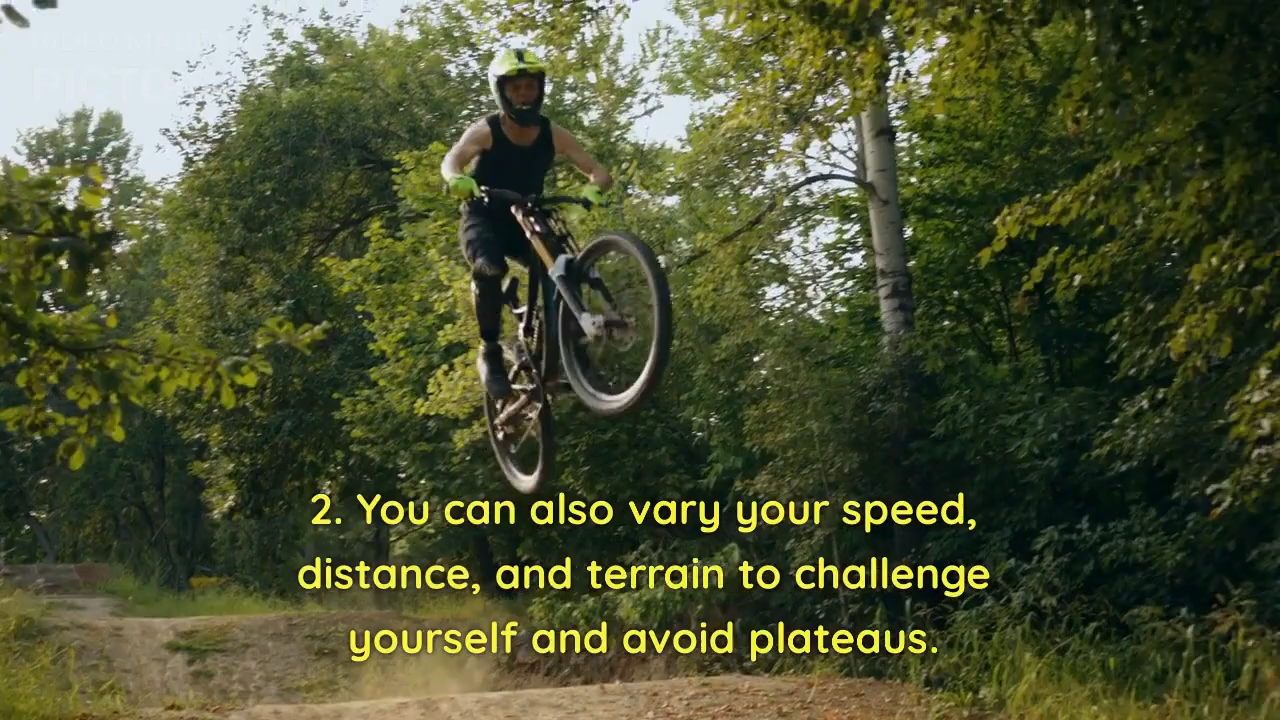 2. You can also vary your speed,
distance, and terrain to challenge
yourself and avoid plateaus.